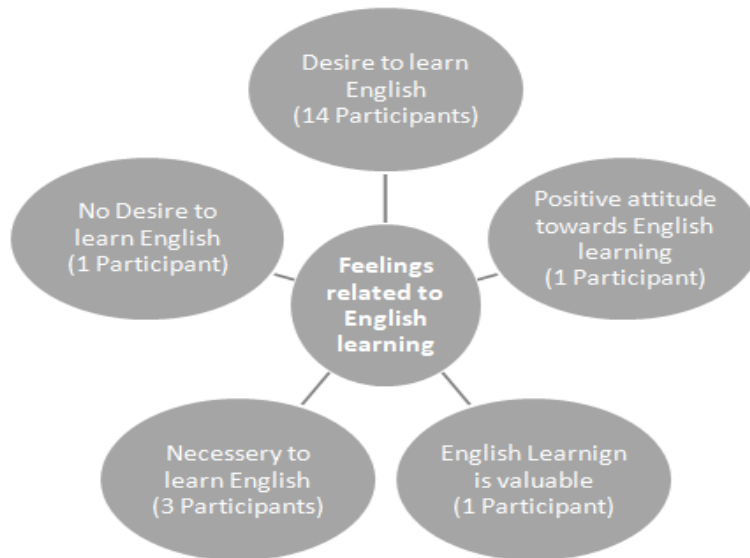 Desire to learn
English
(14 Participants)
Positive attitude
towards English
learning
(1 Participant)
English Learnign
is valuable
(1 Participant)
Necessery to
learn English
(3 Participants)
No Desire to
learn English
(1 Participant)
Feelings
related to
English
learning